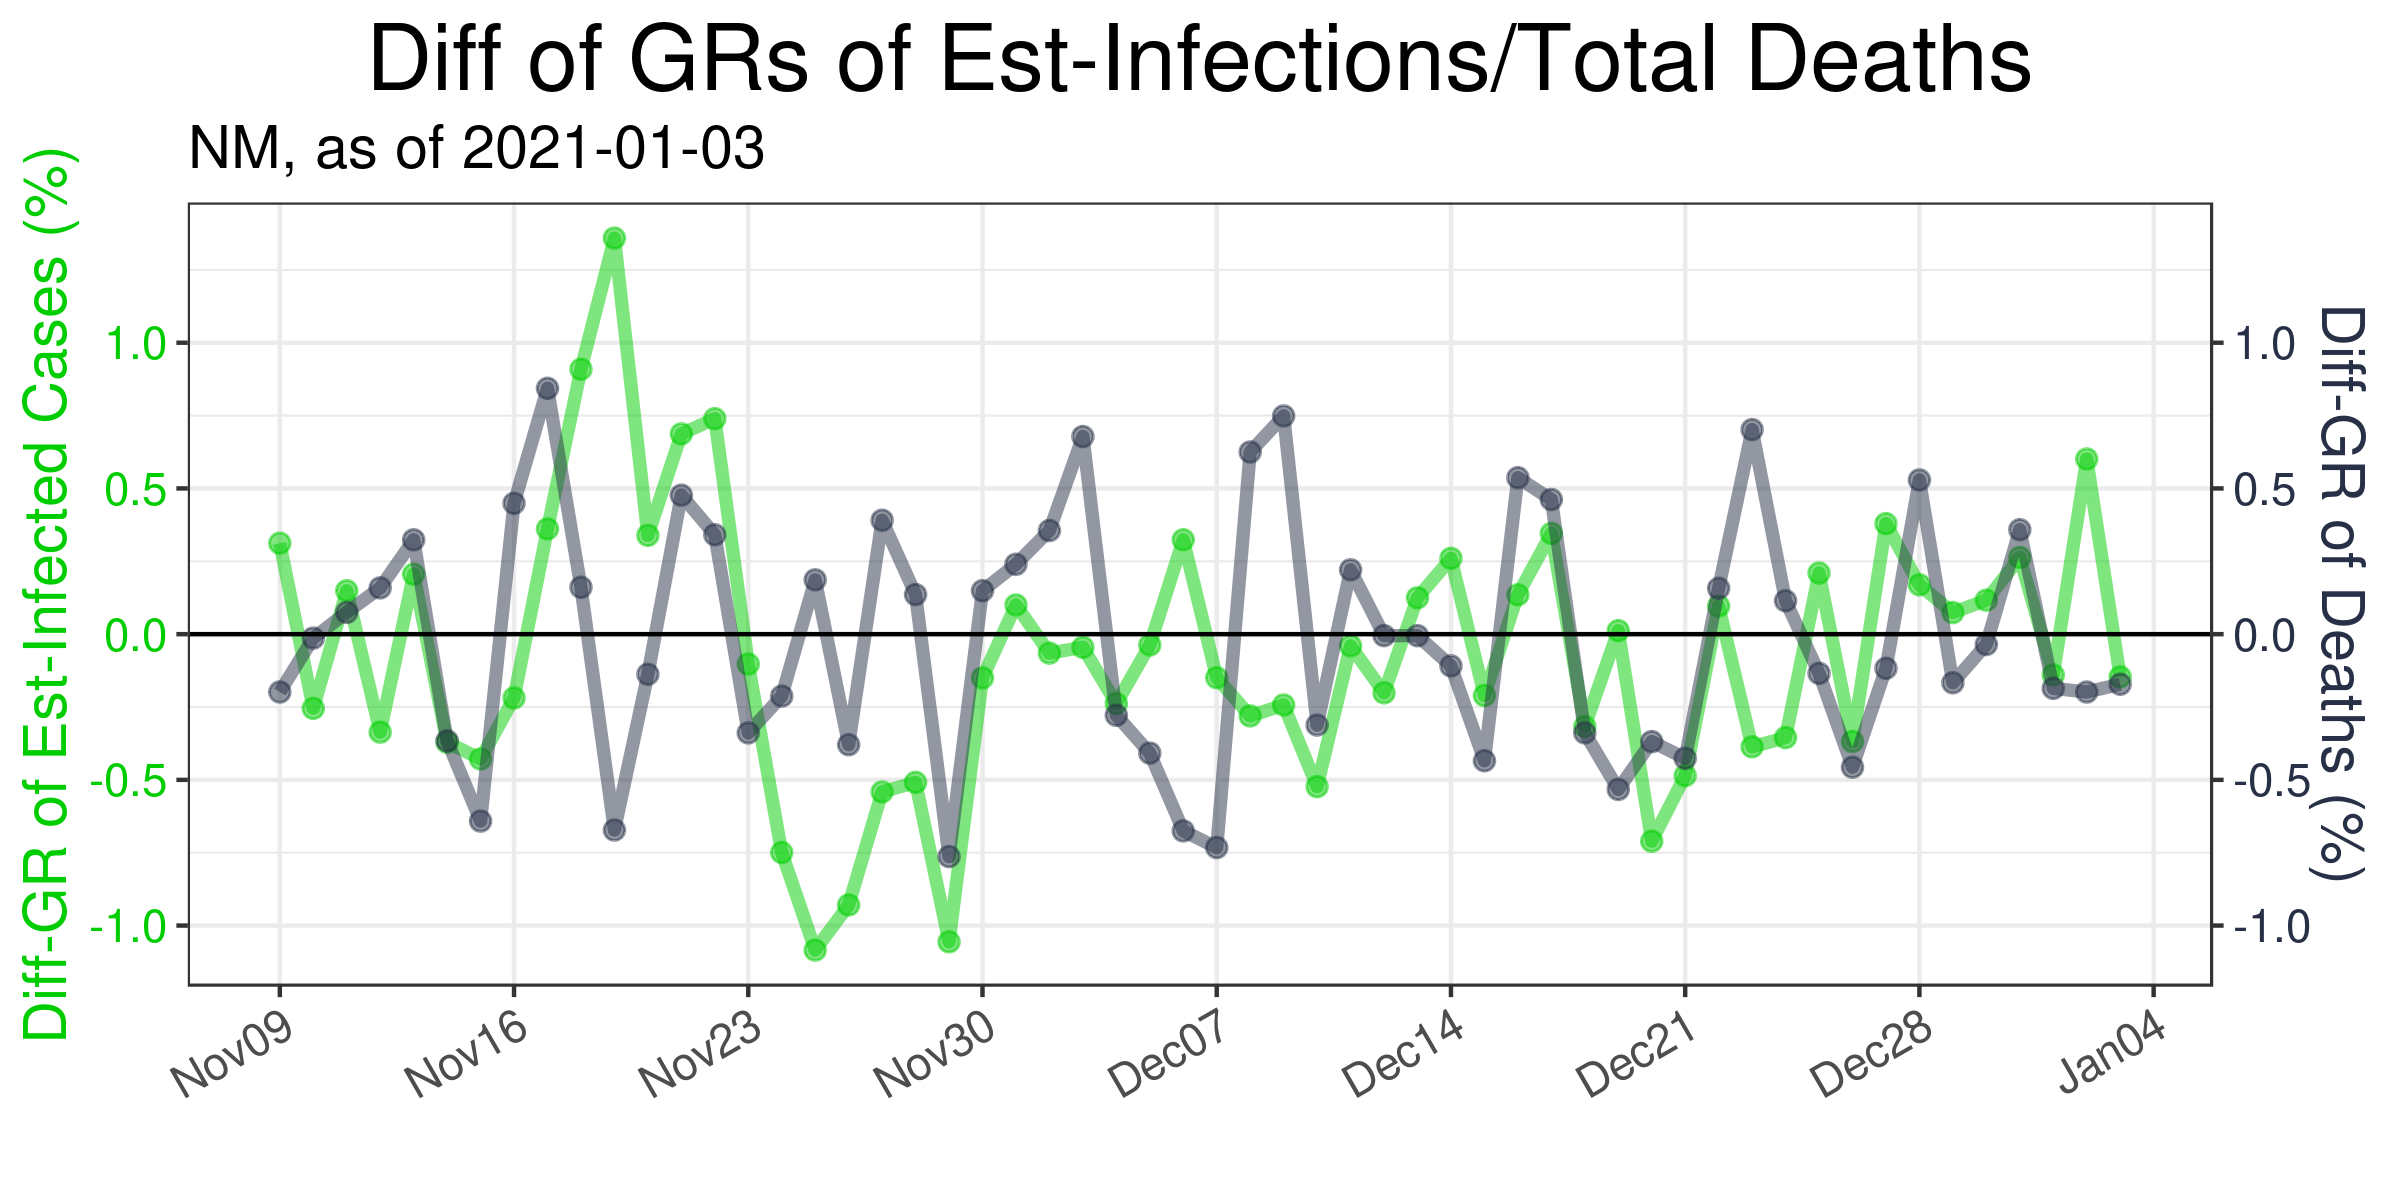 Diff of GRs of Est-Infections/Total Deaths
NM, as of 2021-01-03
Diff-GR of Est-Infected Cases (%)
1.0
0.5
0.0
-0.5
-1.0
1.0
0.5
0.0
-0.5
-1.0
Diff-GR of Deaths (%)
Nov09
Nov16
Nov23
Nov30
Dec07
Dec14
Dec21
Dec28
Jan04